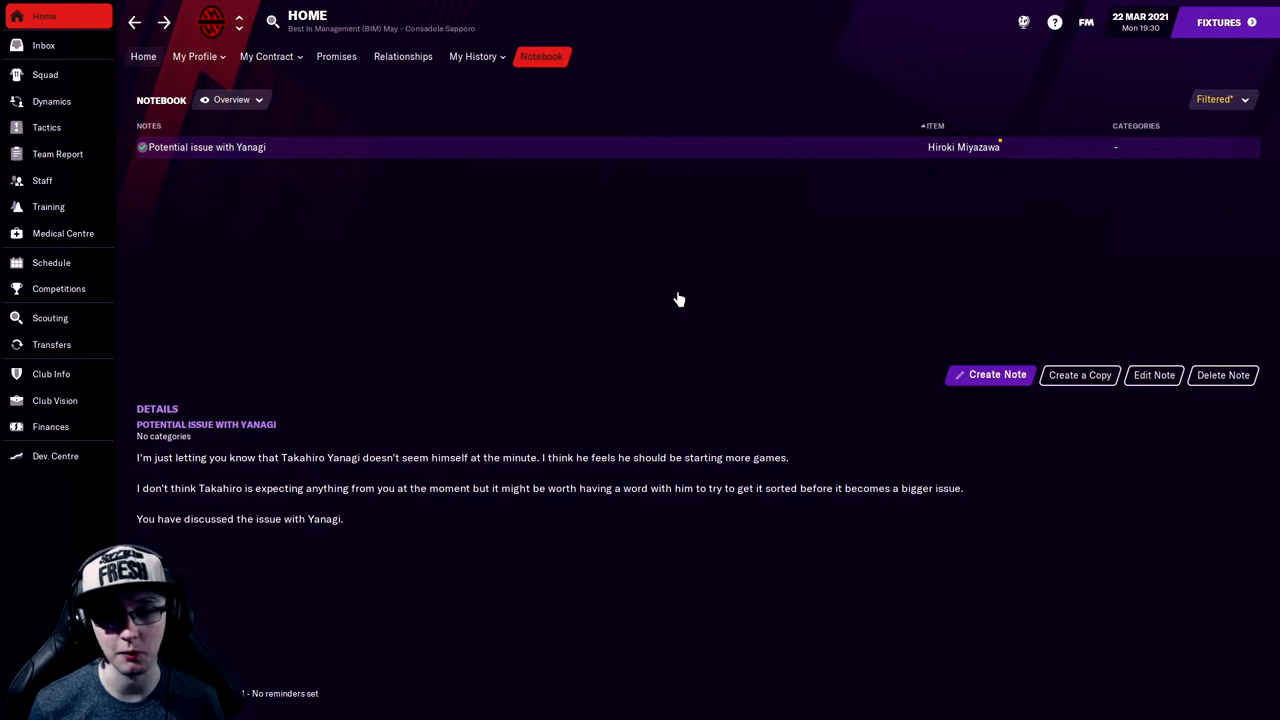 HOME
Best In Management (BIM) May - Consadole Sapporo
FM
22 MAR 2021
Mon 19:30
FIXTURES
Home
Inbox
Squad
Dynamics
Tactics
Team Report
Staff
Training
Medical Centre
Schedule
Competitions
Scouting
Transfers
Club Info
Club Vision
Finances
Dev. Centre
Home
My Profile
My Contract
Promises
Relationships
My History
Notebook
NOTEBOOK
Overview
Filtered*
NOTES
ITEM
CATEGORIES
Potential issue with Yanagi
Hiroki Miyazawa
-
Create Note
Create a Copy
Edit Note
Delete Note
DETAILS
POTENTIAL ISSUE WITH YANAGI
No categories
I'm just letting you know that Takahiro Yanagi doesn't seem himself at the minute. I think he feels he should be starting more games.
I don't think Takahiro is expecting anything from you at the moment but it might be worth having a word with him to try to get it sorted before it becomes a bigger issue.
You have discussed the issue with Yanagi.
FRESH
- No reminders set